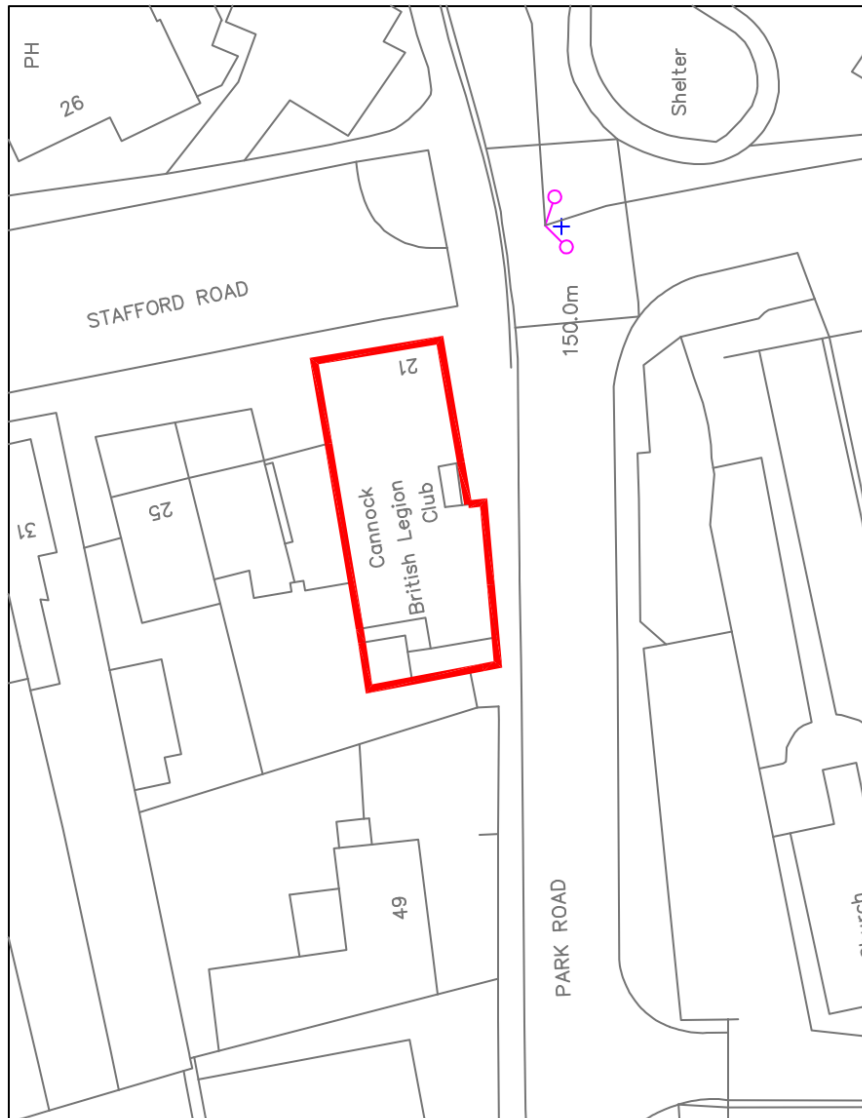 PH
26
Shelter
STAFFORD ROAD
150.0m
21
Cannock
British Legion
Club
25
31
49
PARK ROAD